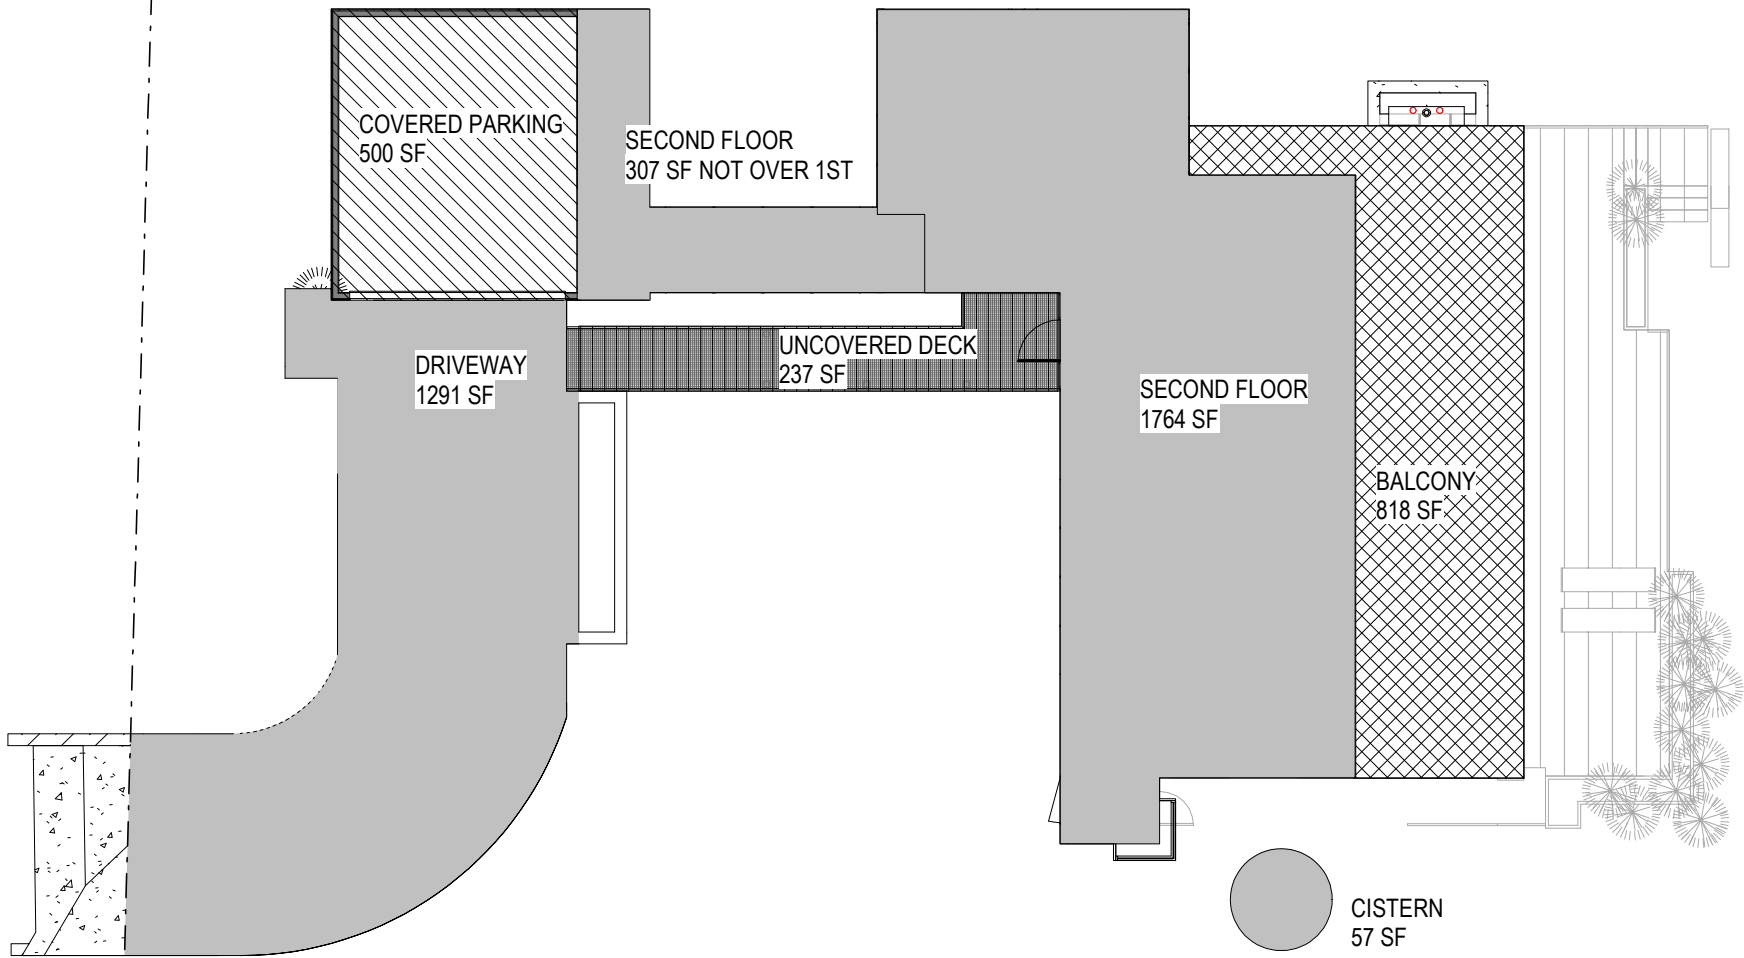 COVERED PARKING
500 SF
SECOND FLOOR
307 SF NOT OVER 1ST
DRIVEWAY
1291 SF
UNCOVERED DECK
237 SF
SECOND FLOOR
1764 SF
BALCONY
818 SF
CISTERN
57 SF